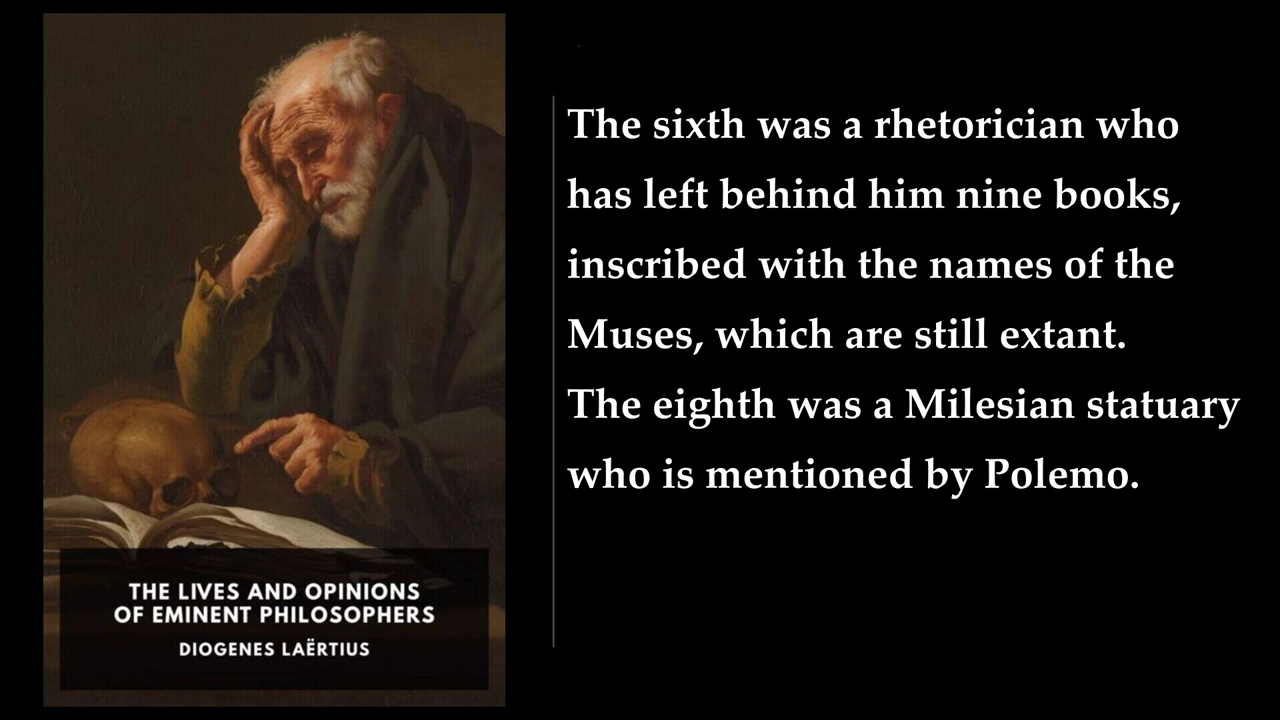 The sixth was a rhetorician who
has left behind him nine books,
inscribed with the names of the
Muses, which are still extant.
The eighth was a Milesian statuary
who is mentioned by Polemo.
THE LIVES AND OPINIONS
OF EMINENT PHILOSOPHERS
DIOGENES LAËRTIUS